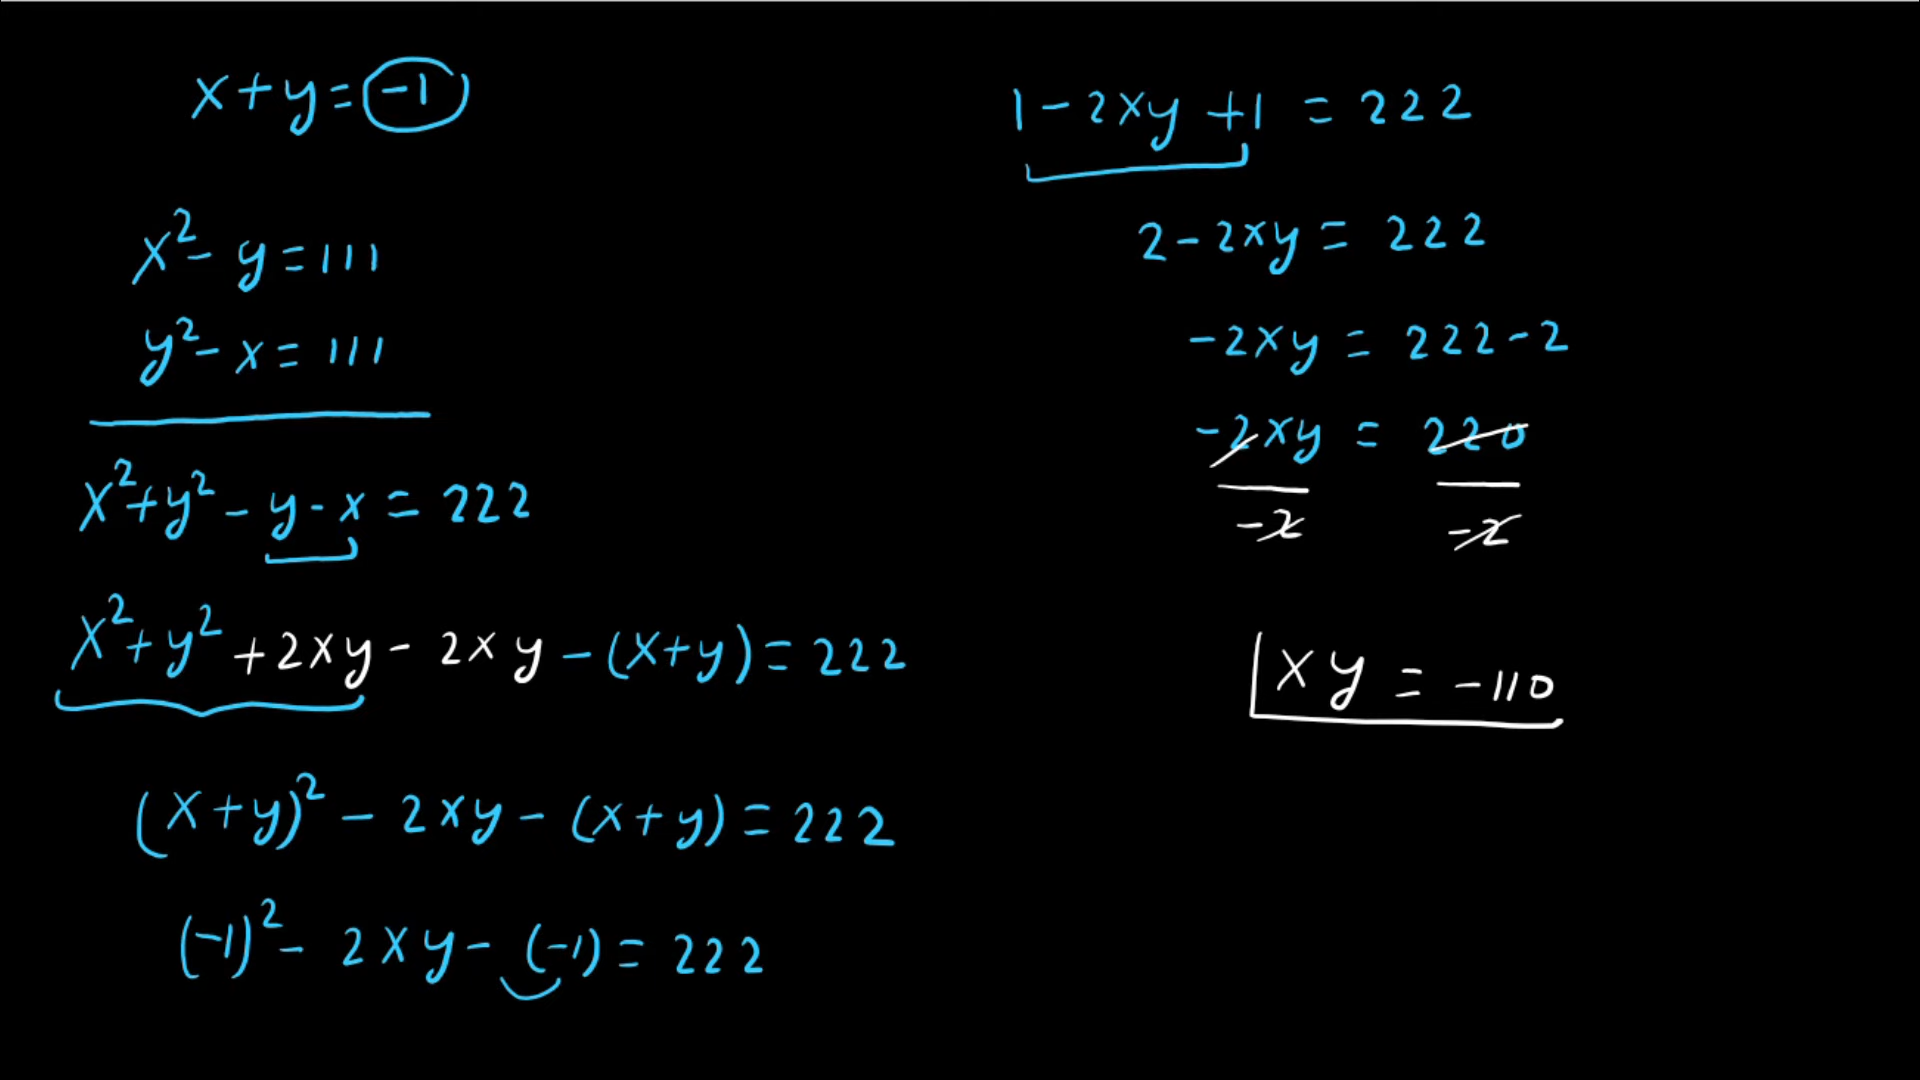 x+y=-1
x²-y=111
y²-x=111
x²+y²-y-x=222
x²+y²+2xy-2xy-(x+y)=222
(x+y)²-2xy-(x+y)=222
(-1)²-2xy-(-1)=222
1-2xy+1=222
2-2xy=222
-2xy=222-2
-2xy=220
-2 -2
xy=-110